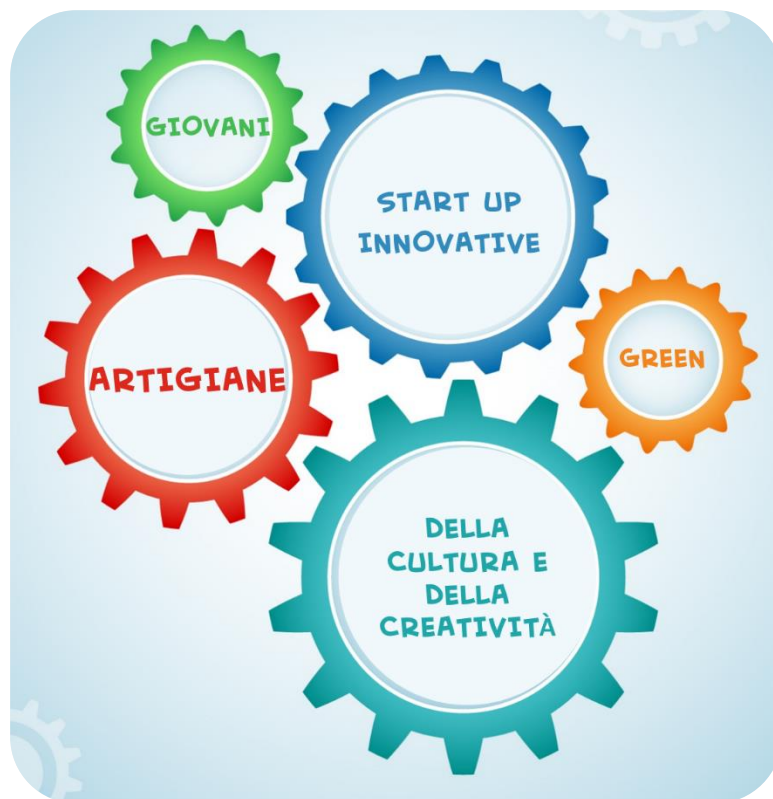 GIOVANI
START UP
INNOVATIVE
ARTIGIANE
GREEN
DELLA
CULTURA E
DELLA
CREATIVITÀ